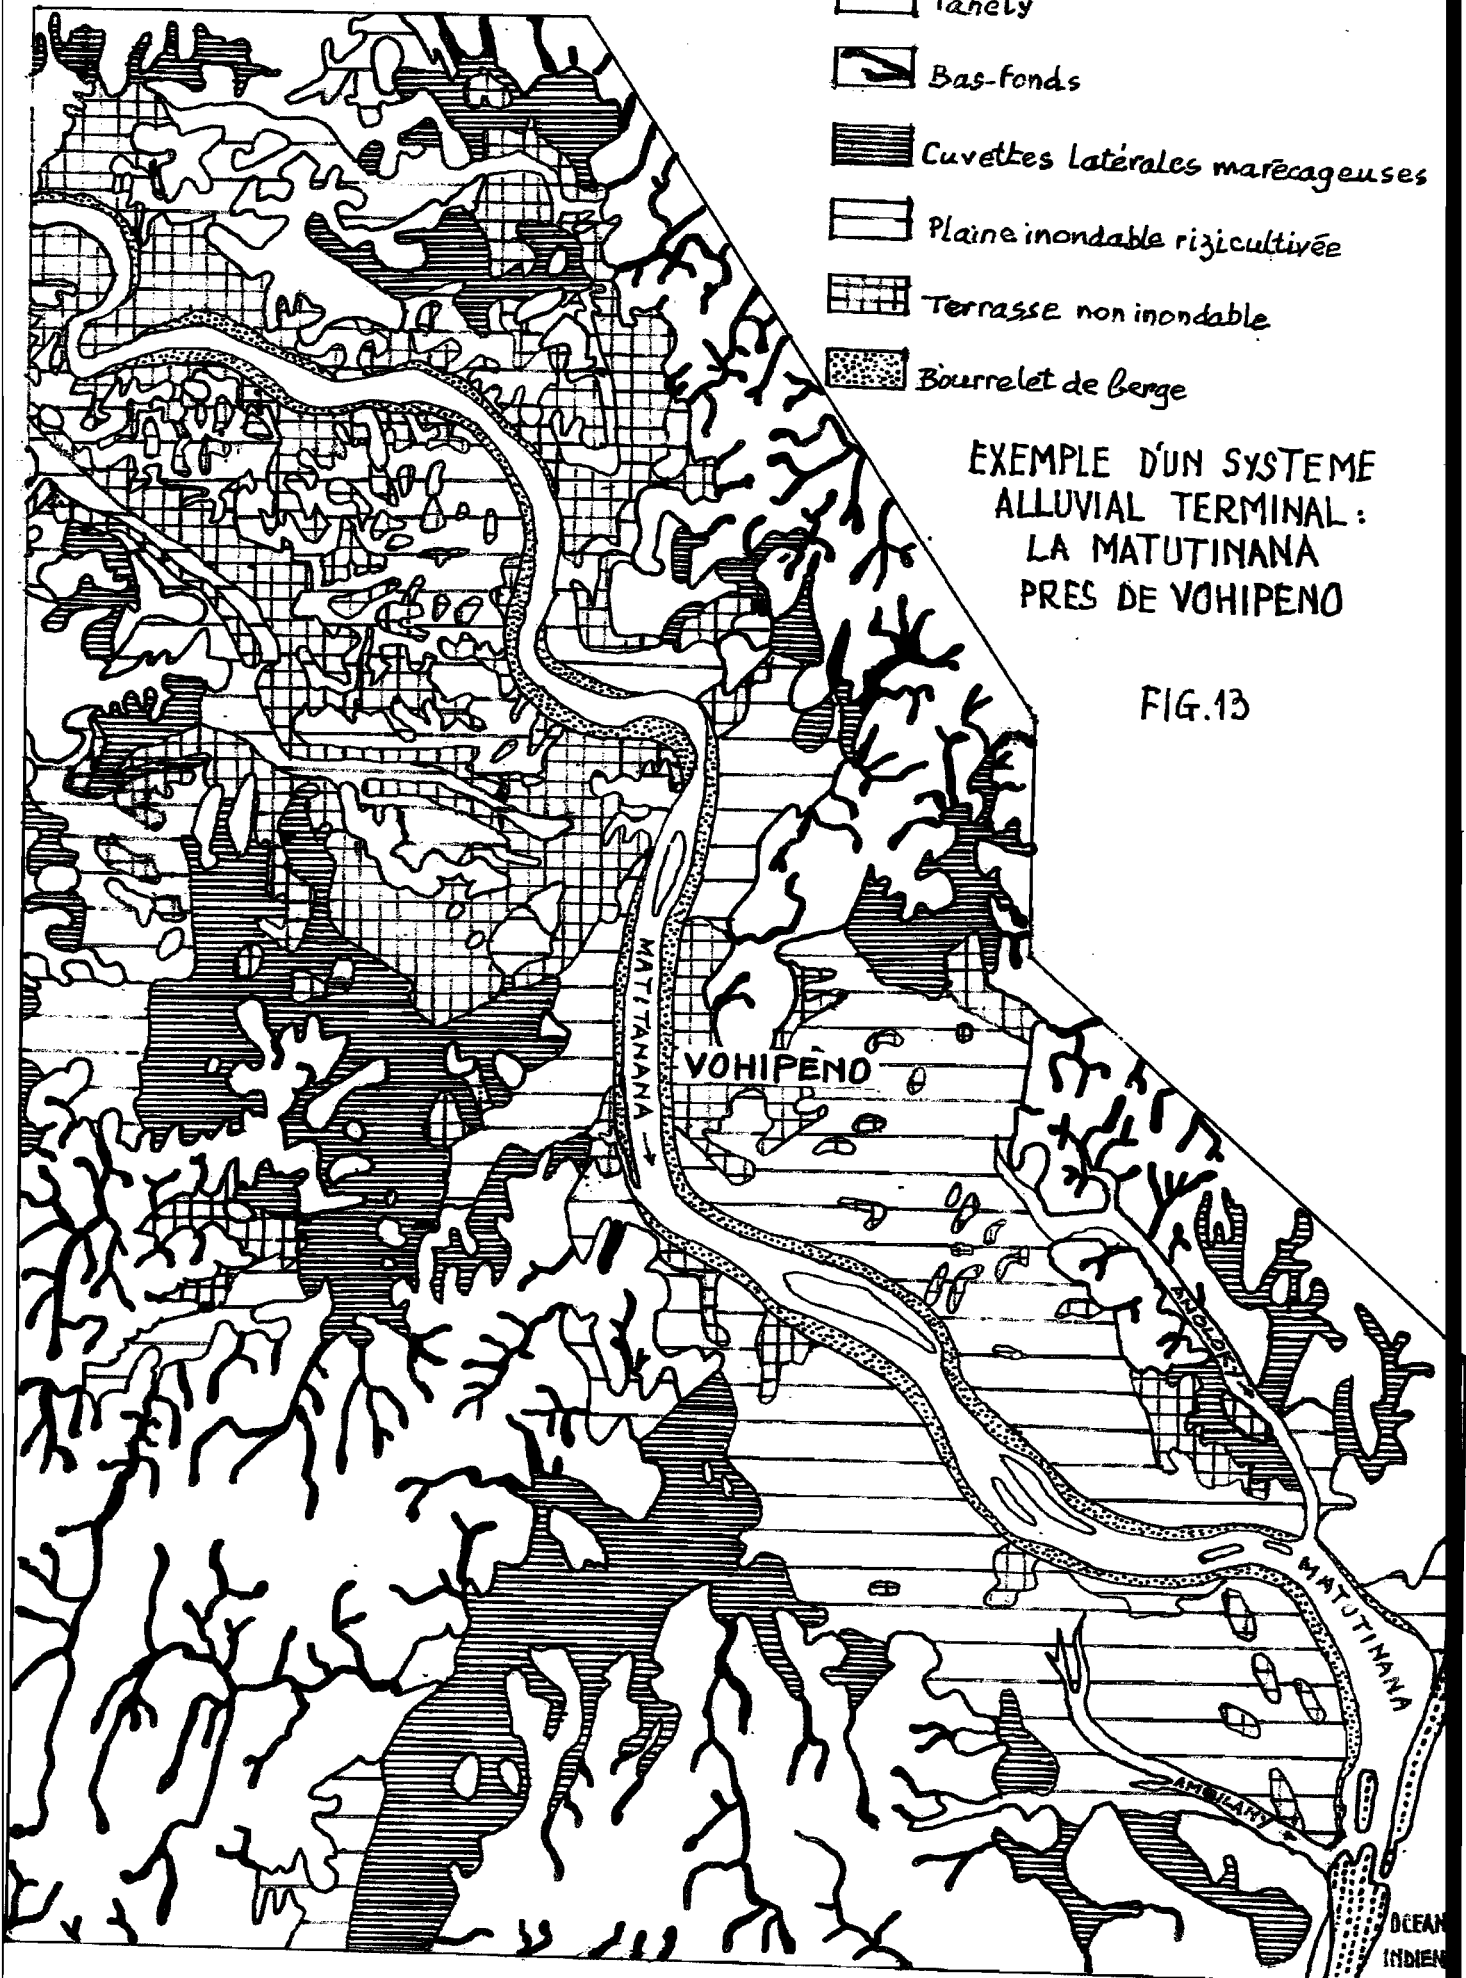 Tanety
Bas-fonds
Cuvettes latérales marécageuses
Plaine inondable rizicultivée
Terrasse non inondable
Bourrelet de berge
EXEMPLE D'UN SYSTEME
ALLUVIAL TERMINAL :
LA MATUTINANA
PRES DE VOHIPENO
FIG.13
MATITANANA
VOHIPENO
MATUTINANA
OCEAN
INDIEN